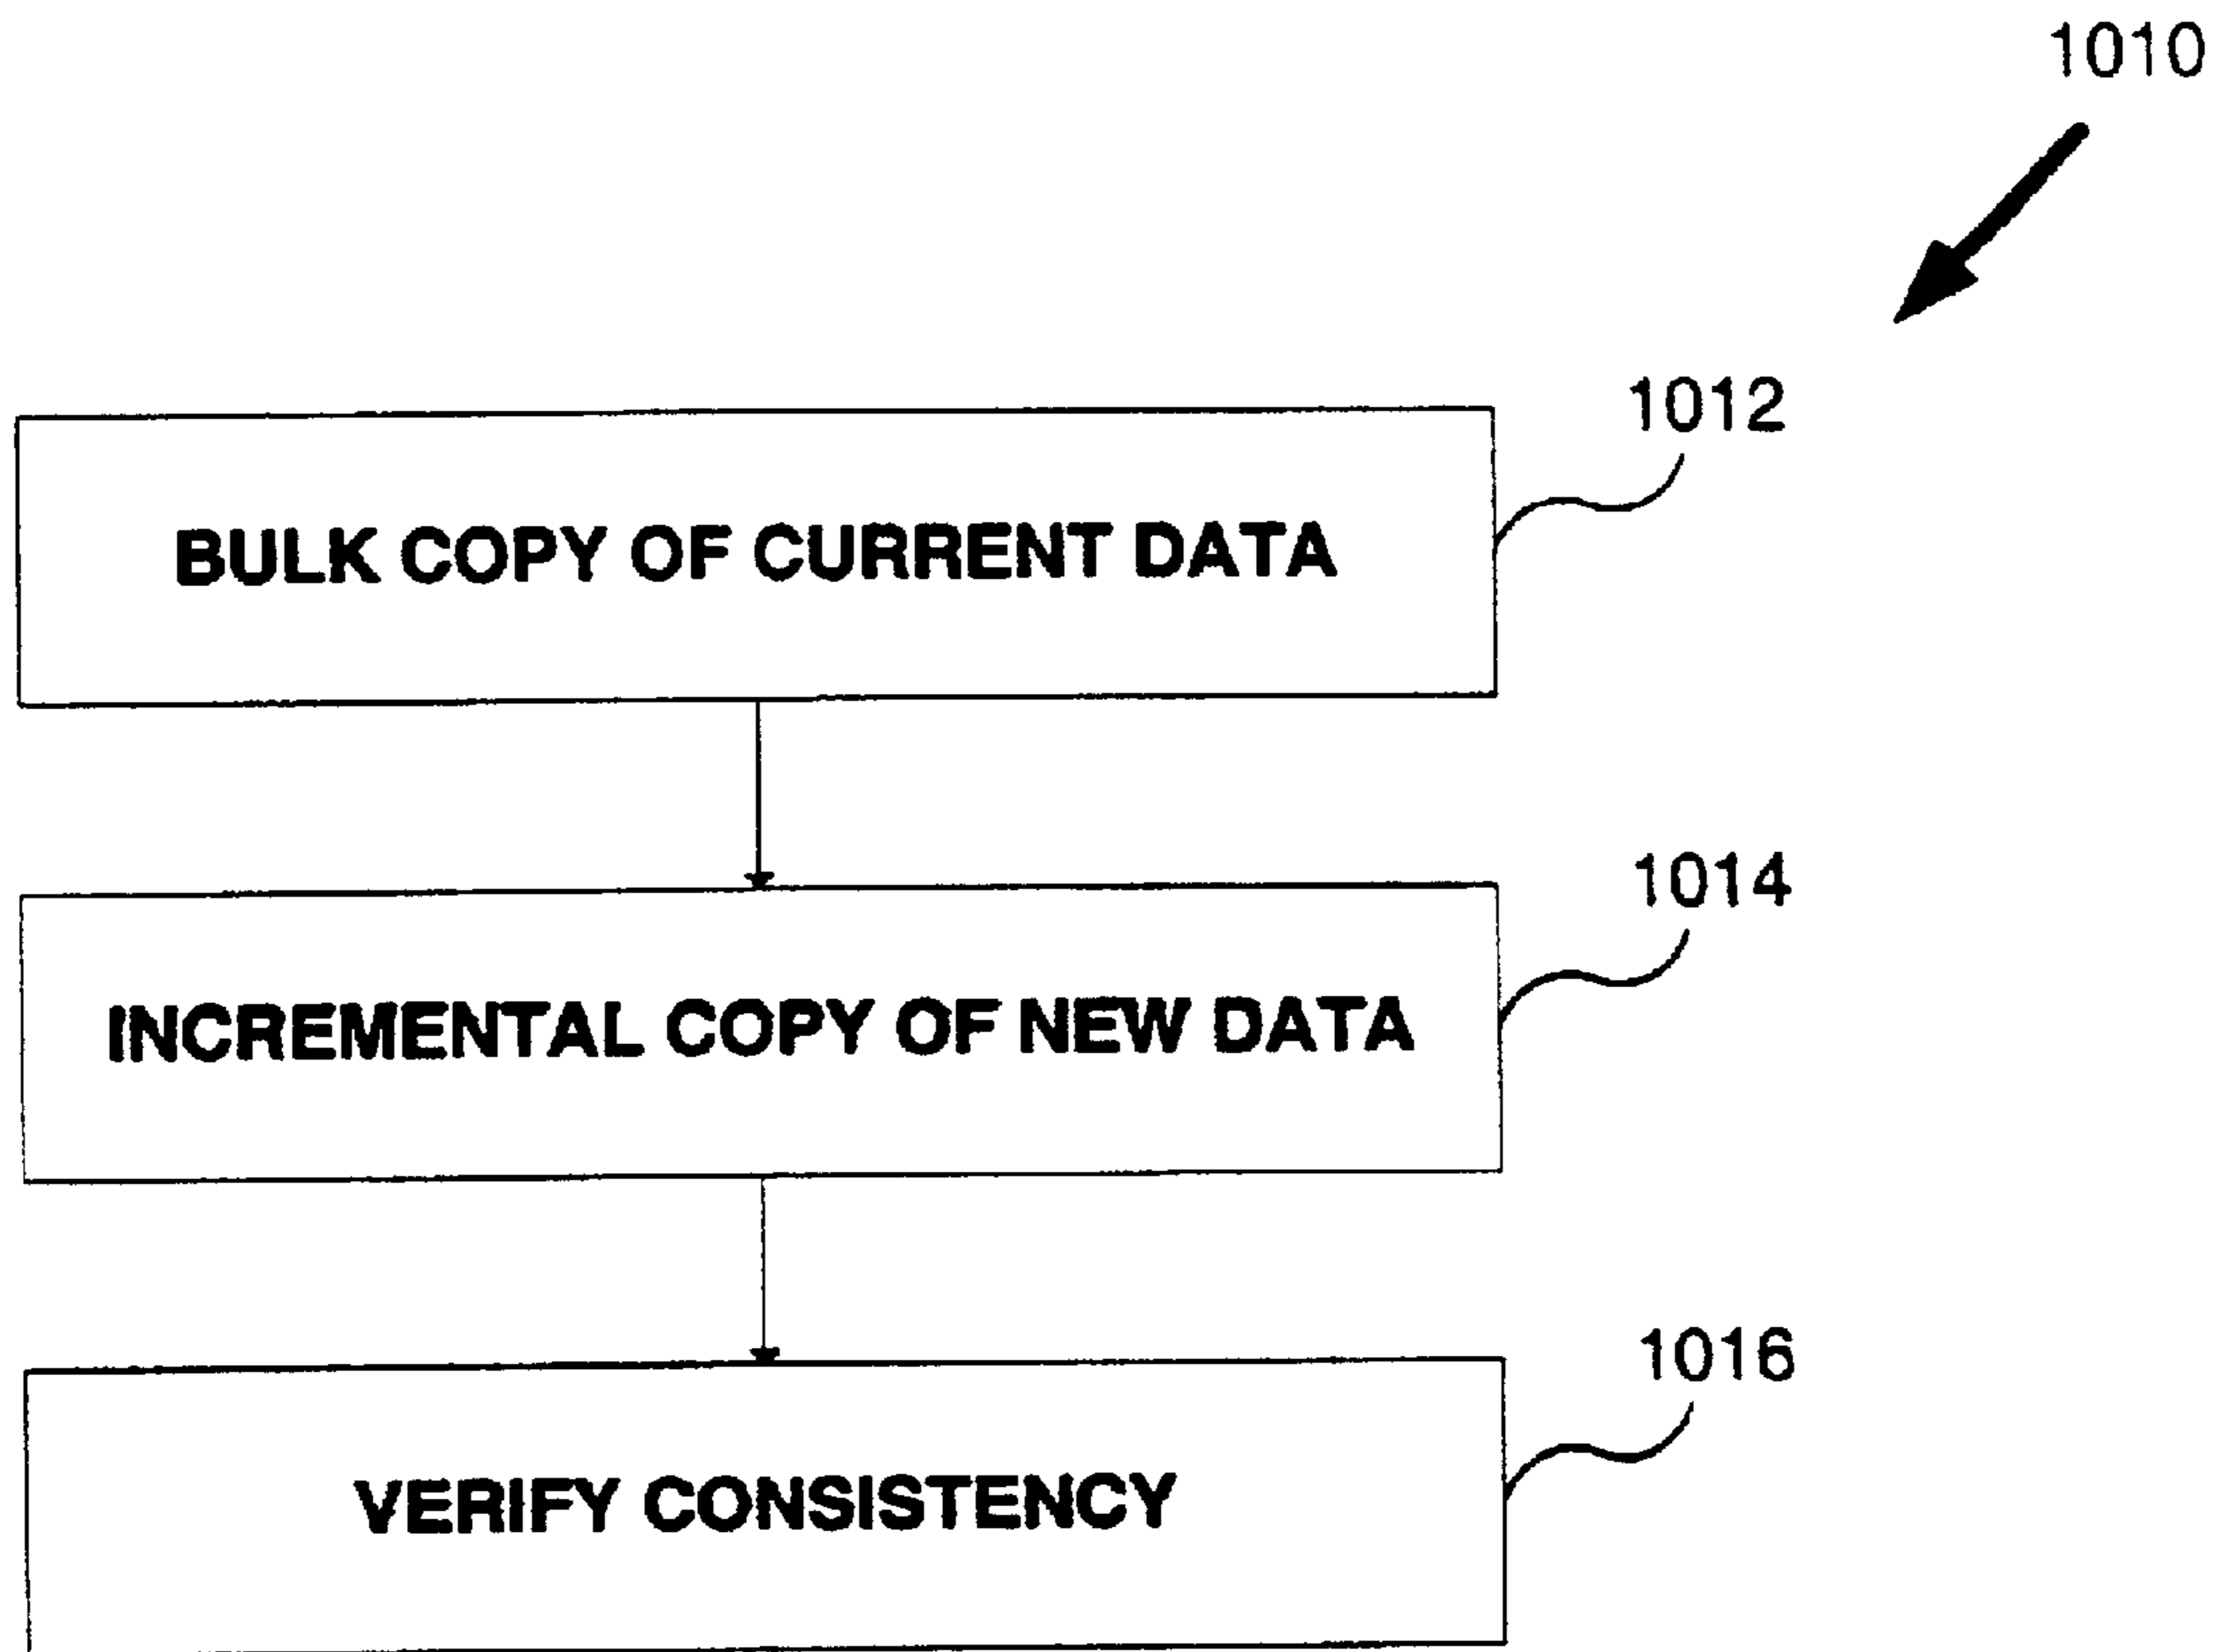 1010
1012
BULK COPY OF CURRENT DATA
1014
INCREMENTAL COPY OF NEW DATA
1016
VERIFY CONSISTENCY